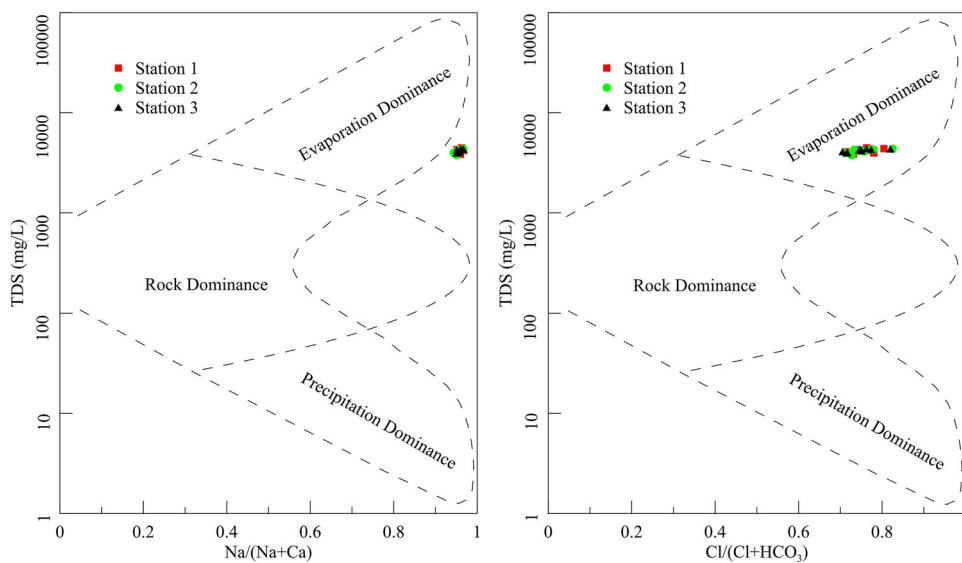 100000
10000
1000
100
10
1
TDS (mg/L)
Station 1
Station 2
Station 3
Evaporation Dominance
Rock Dominance
Precipitation Dominance
0 0.2 0.4 0.6 0.8 1
Na/(Na+Ca)
100000
10000
1000
100
10
1
TDS (mg/L)
Station 1
Station 2
Station 3
Evaporation Dominance
Rock Dominance
Precipitation Dominance
0 0.2 0.4 0.6 0.8 1
Cl/(Cl+HCO₃)